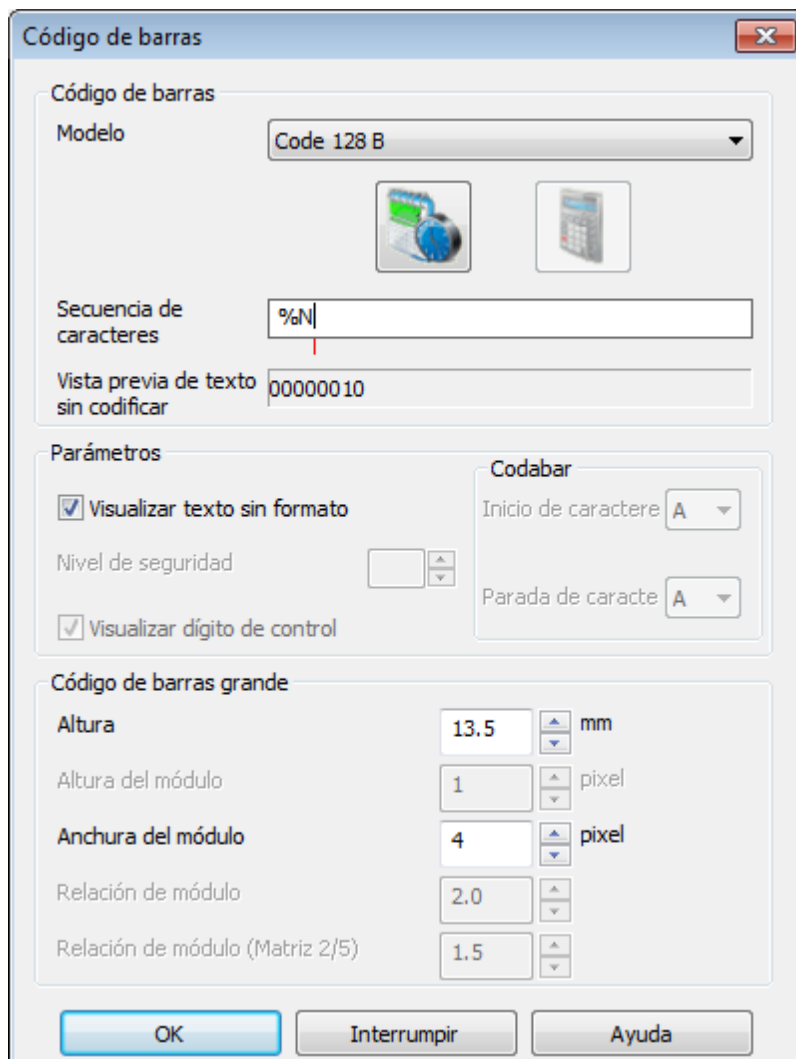 Código de barras
Código de barras
Modelo
Code 128 B
Secuencia de
caracteres
%N
Vista previa de texto
sin codificar
00000010
Parámetros
Visualizar texto sin formato
Nivel de seguridad
Visualizar dígito de control
Codabar
Inicio de caractere A
Parada de caracte A
Código de barras grande
Altura 13.5 mm
Altura del módulo 1 pixel
Anchura del módulo 4 pixel
Relación de módulo 2.0
Relación de módulo (Matriz 2/5) 1.5
OK Interrumpir Ayuda